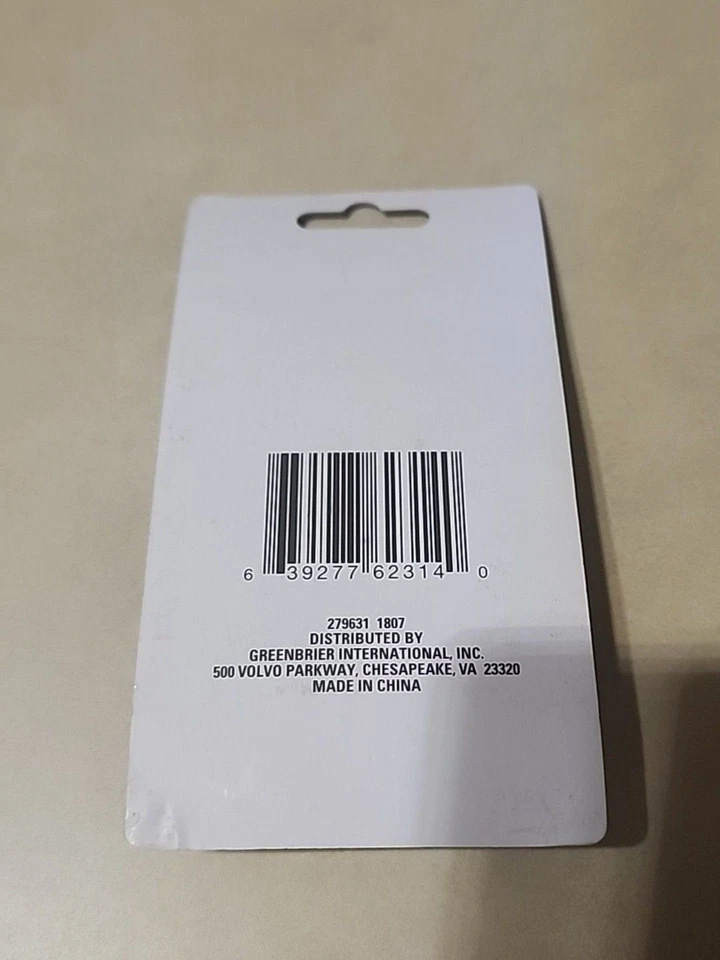 6 39277 62314 0
279631 1807
DISTRIBUTED BY
GREENBRIER INTERNATIONAL, INC.
500 VOLVO PARKWAY, CHESAPEAKE, VA 23320
MADE IN CHINA